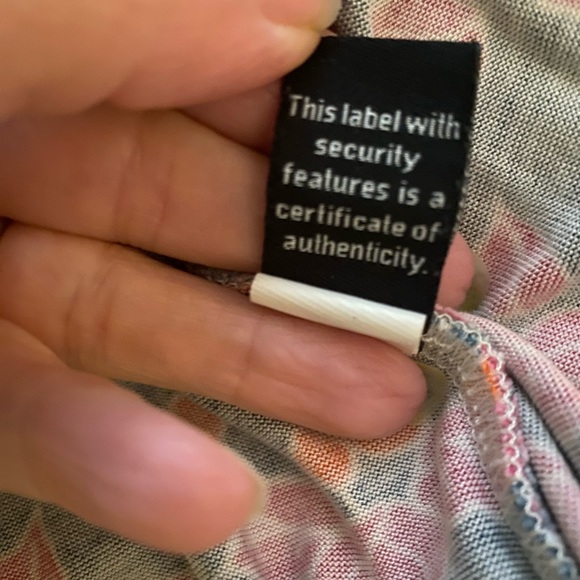 This label with
security
features is a
certificate of
authenticity.